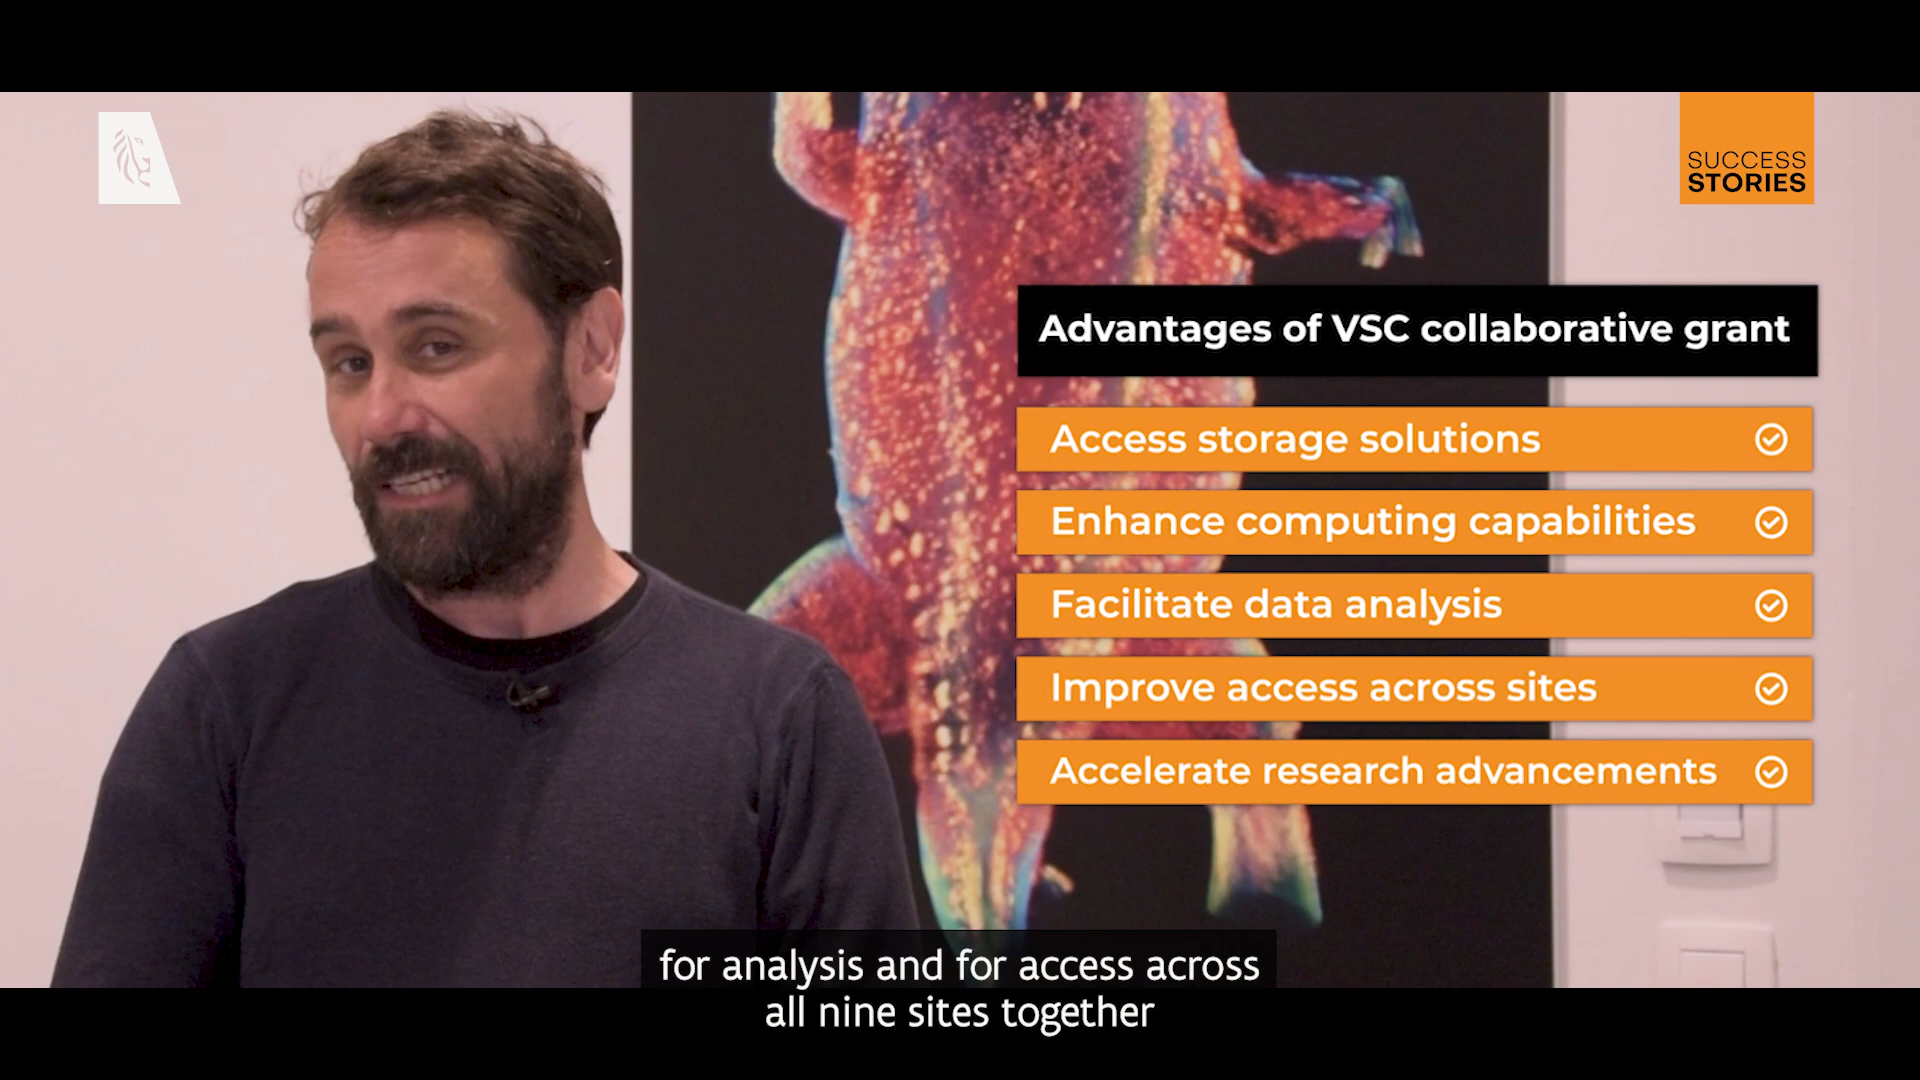 SUCCESS
STORIES
Advantages of VSC collaborative grant
Access storage solutions
Enhance computing capabilities
Facilitate data analysis
Improve access across sites
Accelerate research advancements
for analysis and for access across
all nine sites together